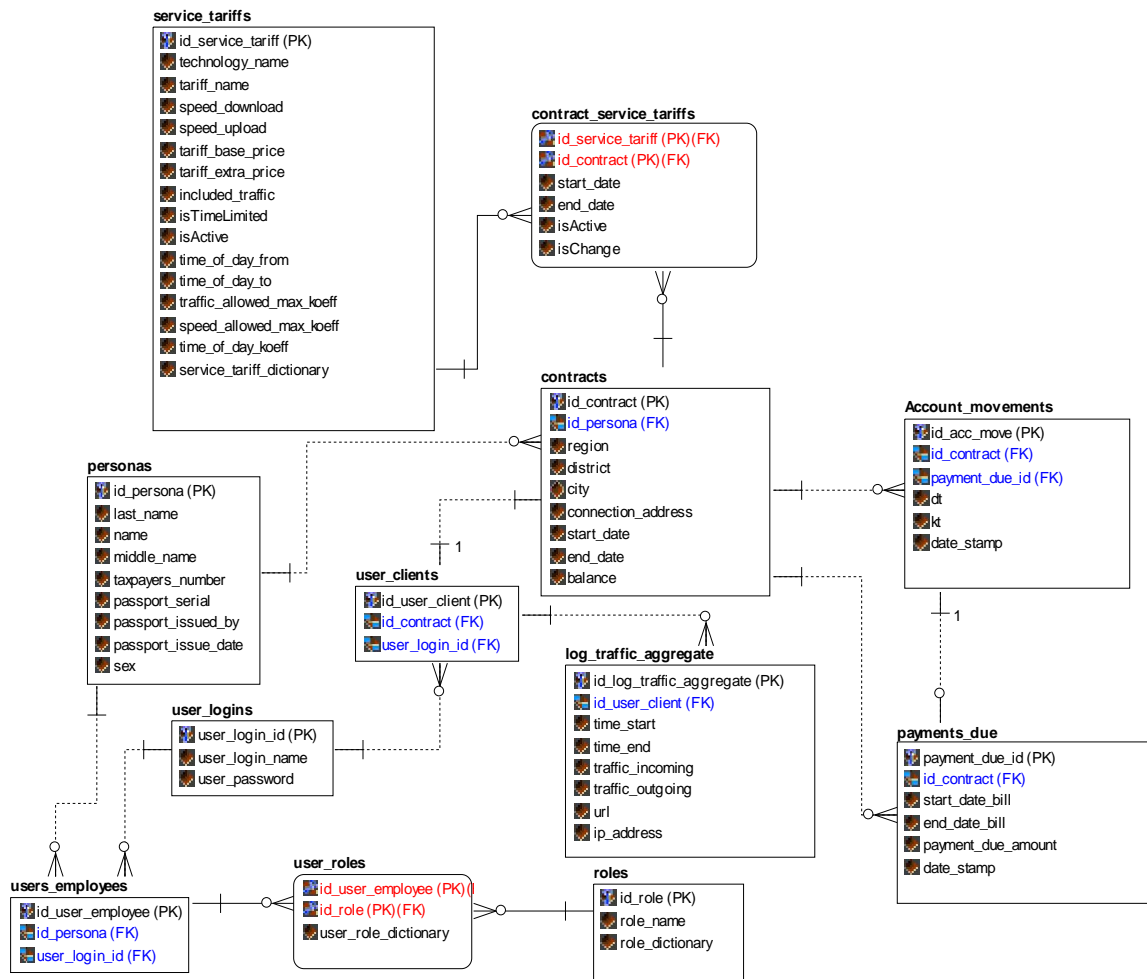 service_tariffs
id_service_tariff (PK)
technology_name
tariff_name
speed_download
speed_upload
tariff_base_price
tariff_extra_price
included_traffic
isTimeLimited
isActive
time_of_day_from
time_of_day_to
traffic_allowed_max_koeff
speed_allowed_max_koeff
time_of_day_koeff
service_tariff_dictionary
contract_service_tariffs
id_service_tariff (PK)(FK)
id_contract (PK)(FK)
start_date
end_date
isActive
isChange
contracts
id_contract (PK)
id_persona (FK)
region
district
city
connection_address
start_date
end_date
balance
Account_movements
id_acc_move (PK)
id_contract (FK)
payment_due_id (FK)
dt
kt
date_stamp
personas
id_persona (PK)
last_name
name
middle_name
taxpayers_number
passport_serial
passport_issued_by
passport_issue_date
sex
1
user_clients
id_user_client (PK)
id_contract (FK)
user_login_id (FK)
1
log_traffic_aggregate
id_log_traffic_aggregate (PK)
id_user_client (FK)
time_start
time_end
traffic_incoming
traffic_outgoing
url
ip_address
user_logins
user_login_id (PK)
user_login_name
user_password
payments_due
payment_due_id (PK)
id_contract (FK)
start_date_bill
end_date_bill
payment_due_amount
date_stamp
users_employees
id_user_employee (PK)
id_persona (FK)
user_login_id (FK)
user_roles
id_user_employee (PK)(
id_role (PK)(FK)
user_role_dictionary
roles
id_role (PK)
role_name
role_dictionary